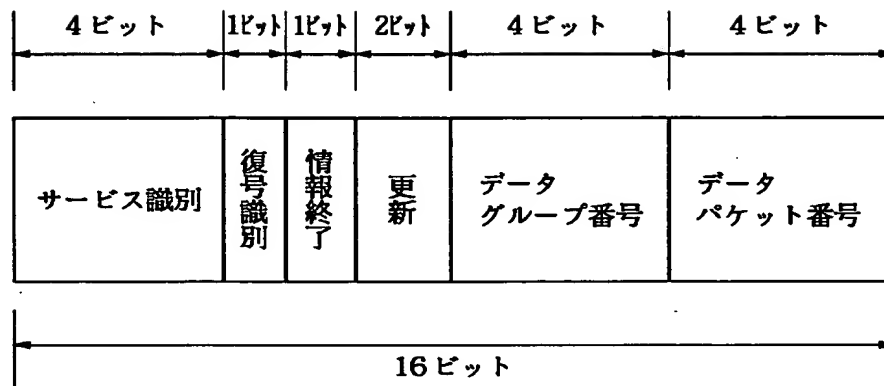 4ビット
1ビット
1ビット
2ビット
4ビット
4ビット
サービス識別
復号識別
情報終了
更新
データ
グループ番号
データ
パケット番号
16ビット